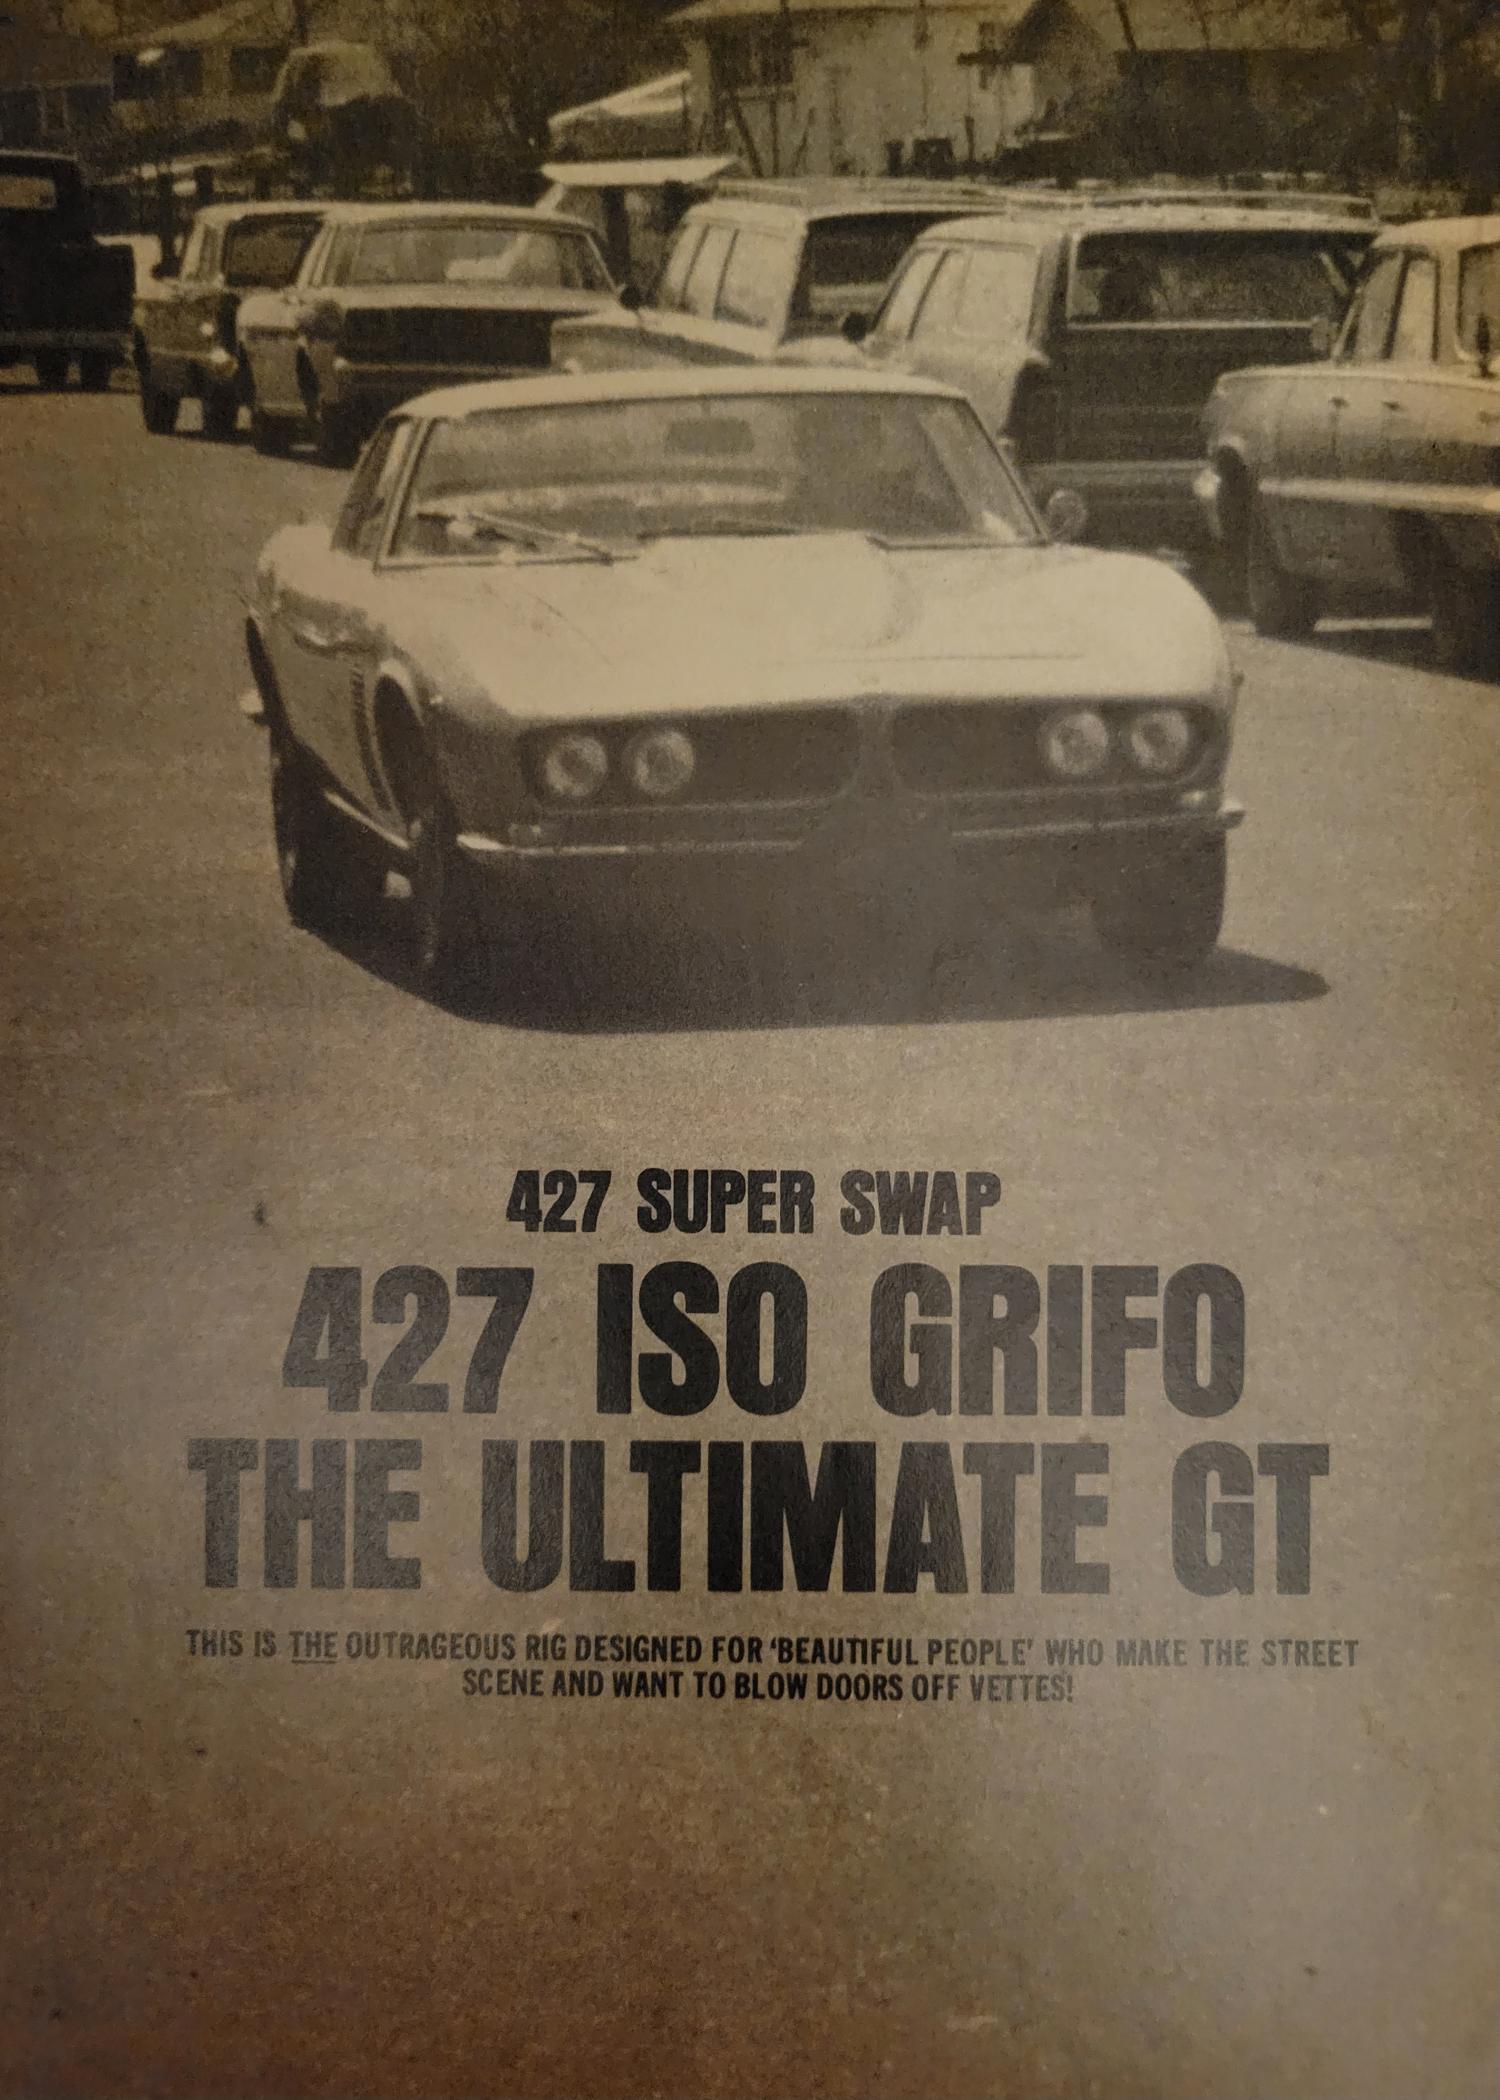 427 SUPER SWAP
427 ISO GRIFO
THE ULTIMATE GT
THIS IS THE OUTRAGEOUS RIG DESIGNED FOR ‘BEAUTIFUL PEOPLE’ WHO MAKE THE STREET
SCENE AND WANT TO BLOW DOORS OFF VETTES!